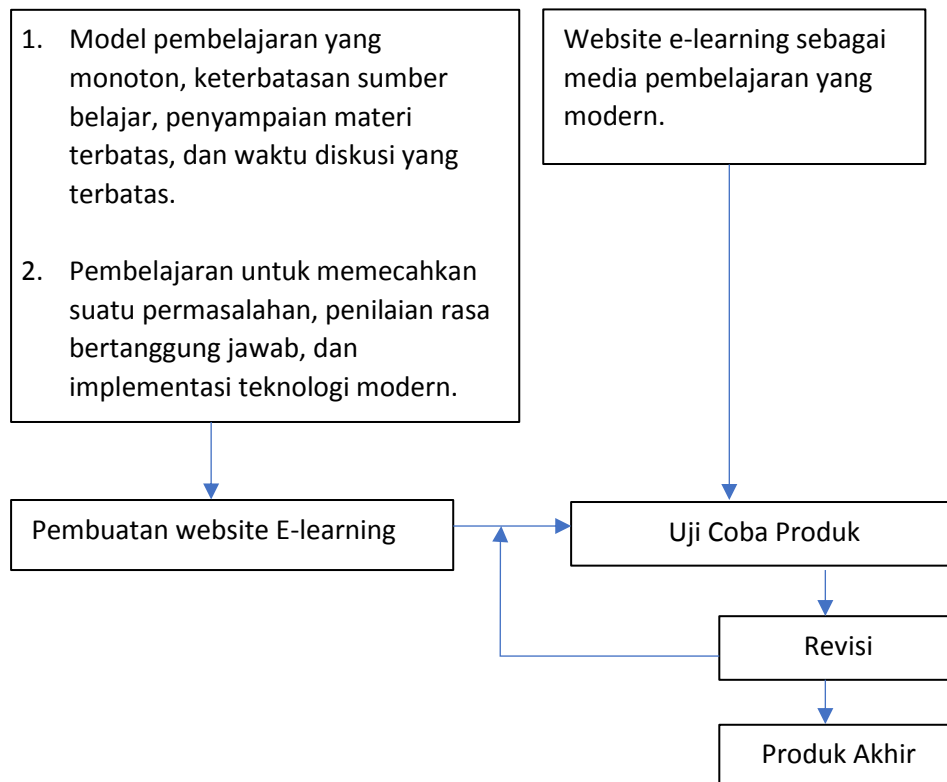 1. Model pembelajaran yang
monoton, keterbatasan sumber
belajar, penyampaian materi
terbatas, dan waktu diskusi yang
terbatas.
2. Pembelajaran untuk memecahkan
suatu permasalahan, penilaian rasa
bertanggung jawab, dan
implementasi teknologi modern.
Website e-learning sebagai
media pembelajaran yang
modern.
Pembuatan website E-learning
Uji Coba Produk
Revisi
Produk Akhir